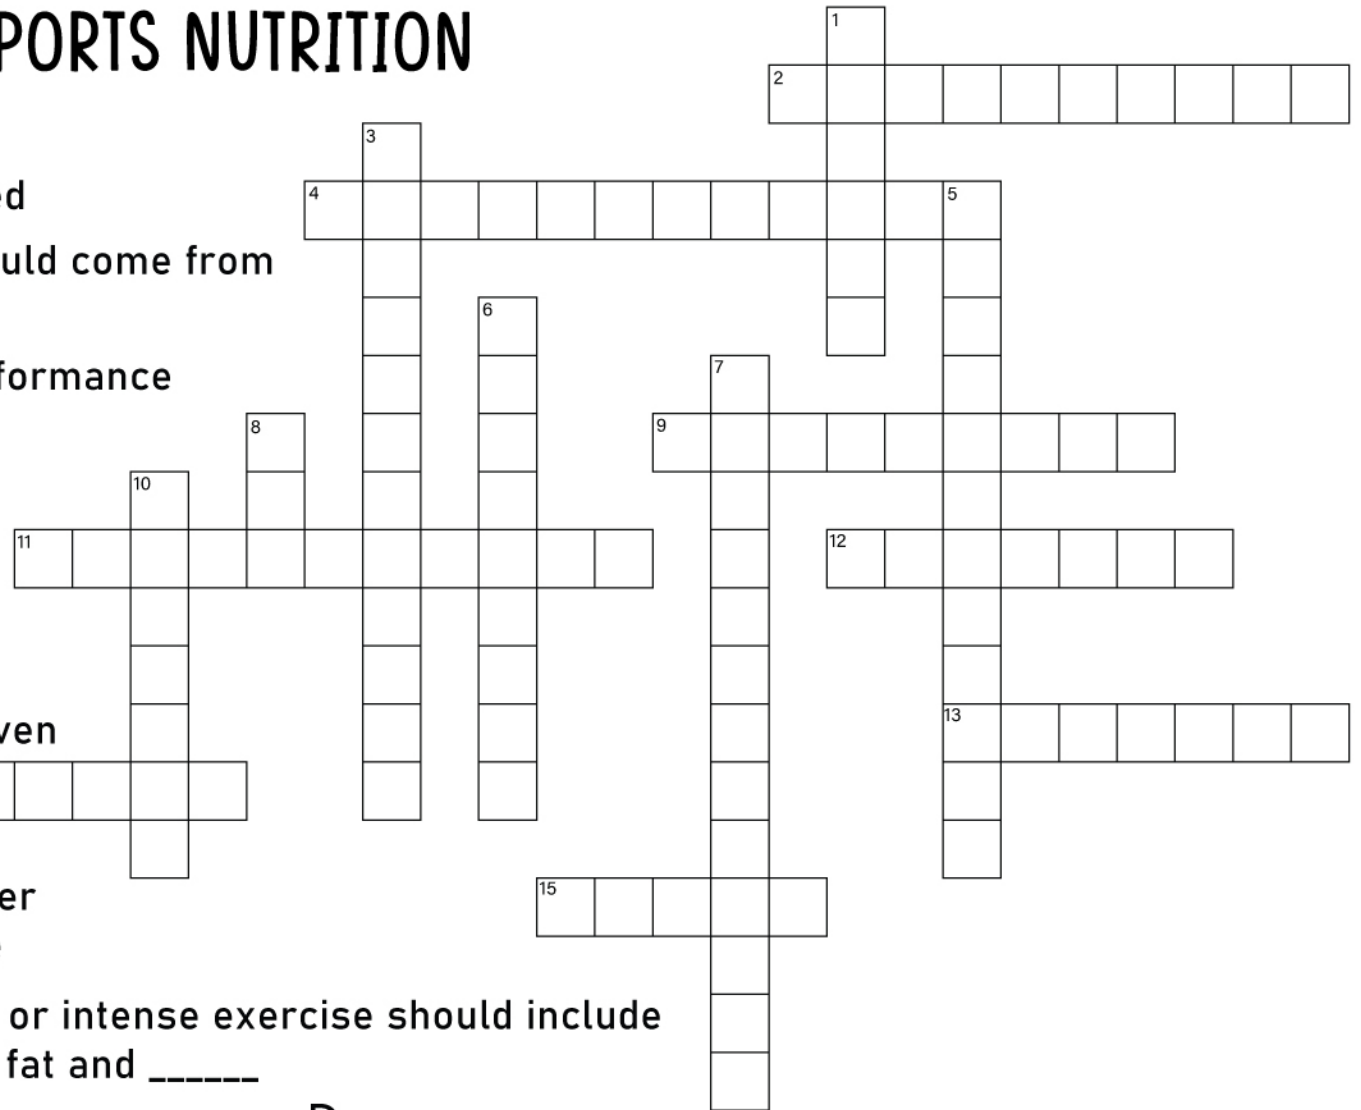 PORTS NUTRITION
1
2
3
ed
4
5
uld come from
6
formance
7
8
9
10
11
12
ven
13
er
15
or intense exercise should include
fat and ______